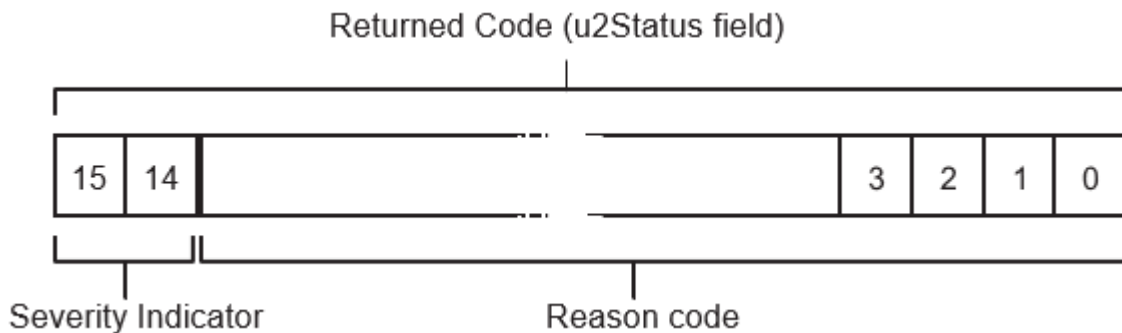 Returned Code (u2Status field)
15 14 3 2 1 0
Severity Indicator Reason code